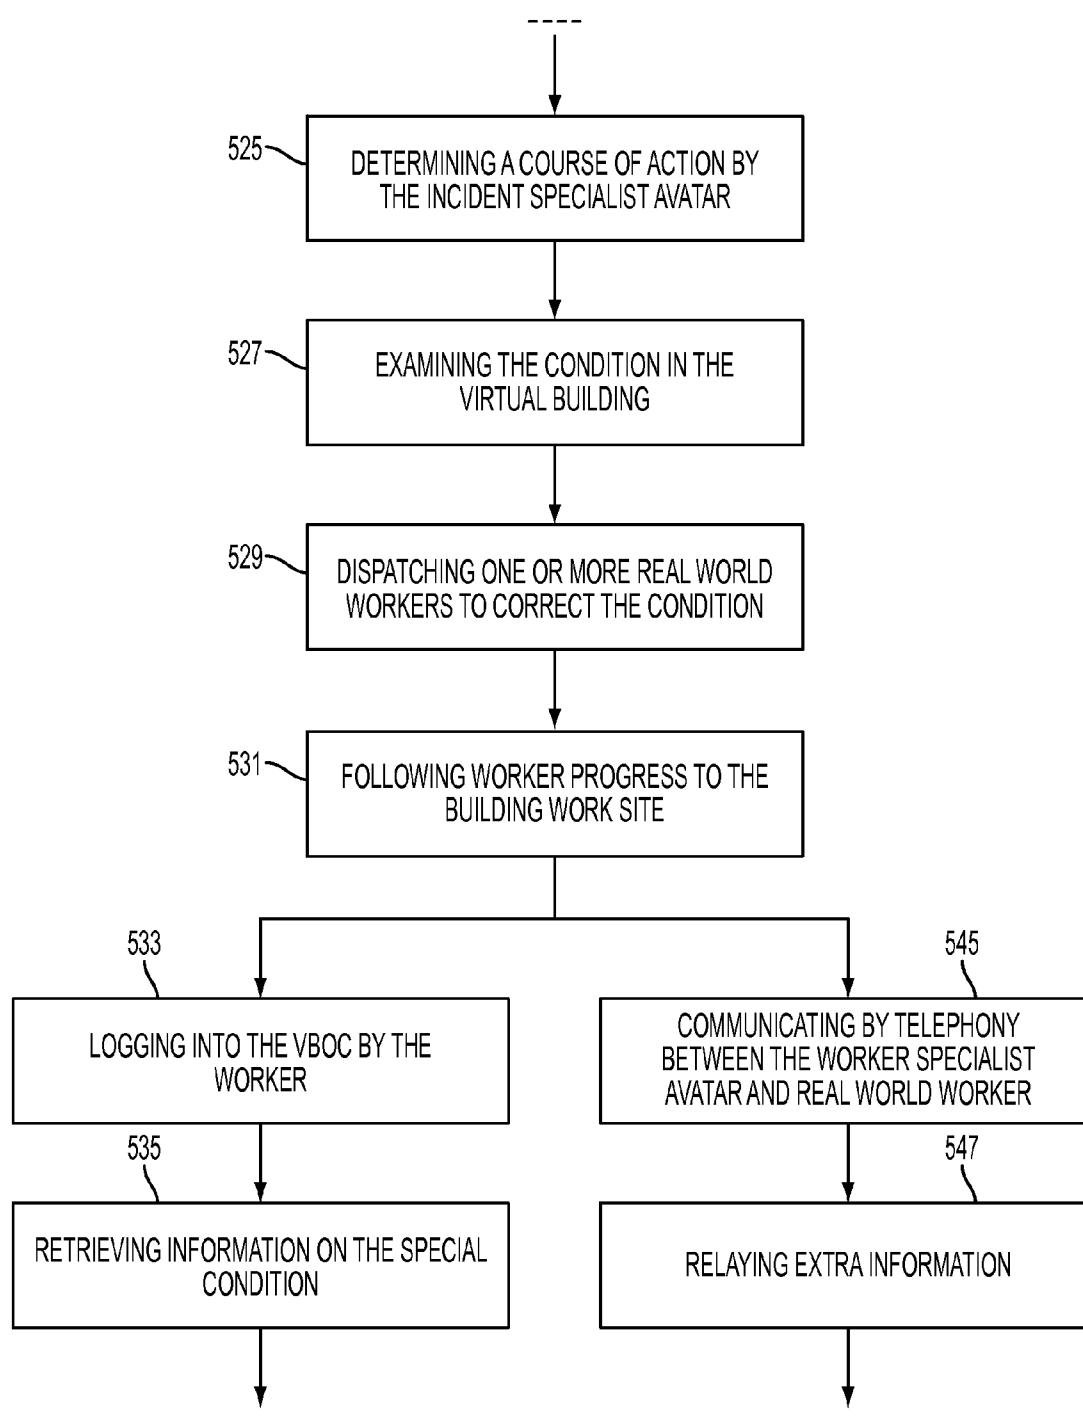 525
DETERMINING A COURSE OF ACTION BY
THE INCIDENT SPECIALIST AVATAR
527
EXAMINING THE CONDITION IN THE
VIRTUAL BUILDING
529
DISPATCHING ONE OR MORE REAL WORLD
WORKERS TO CORRECT THE CONDITION
531
FOLLOWING WORKER PROGRESS TO THE
BUILDING WORK SITE
533
LOGGING INTO THE VBOC BY THE
WORKER
545
COMMUNICATING BY TELEPHONY
BETWEEN THE WORKER SPECIALIST
AVATAR AND REAL WORLD WORKER
535
RETRIEVING INFORMATION ON THE SPECIAL
CONDITION
547
RELAYING EXTRA INFORMATION